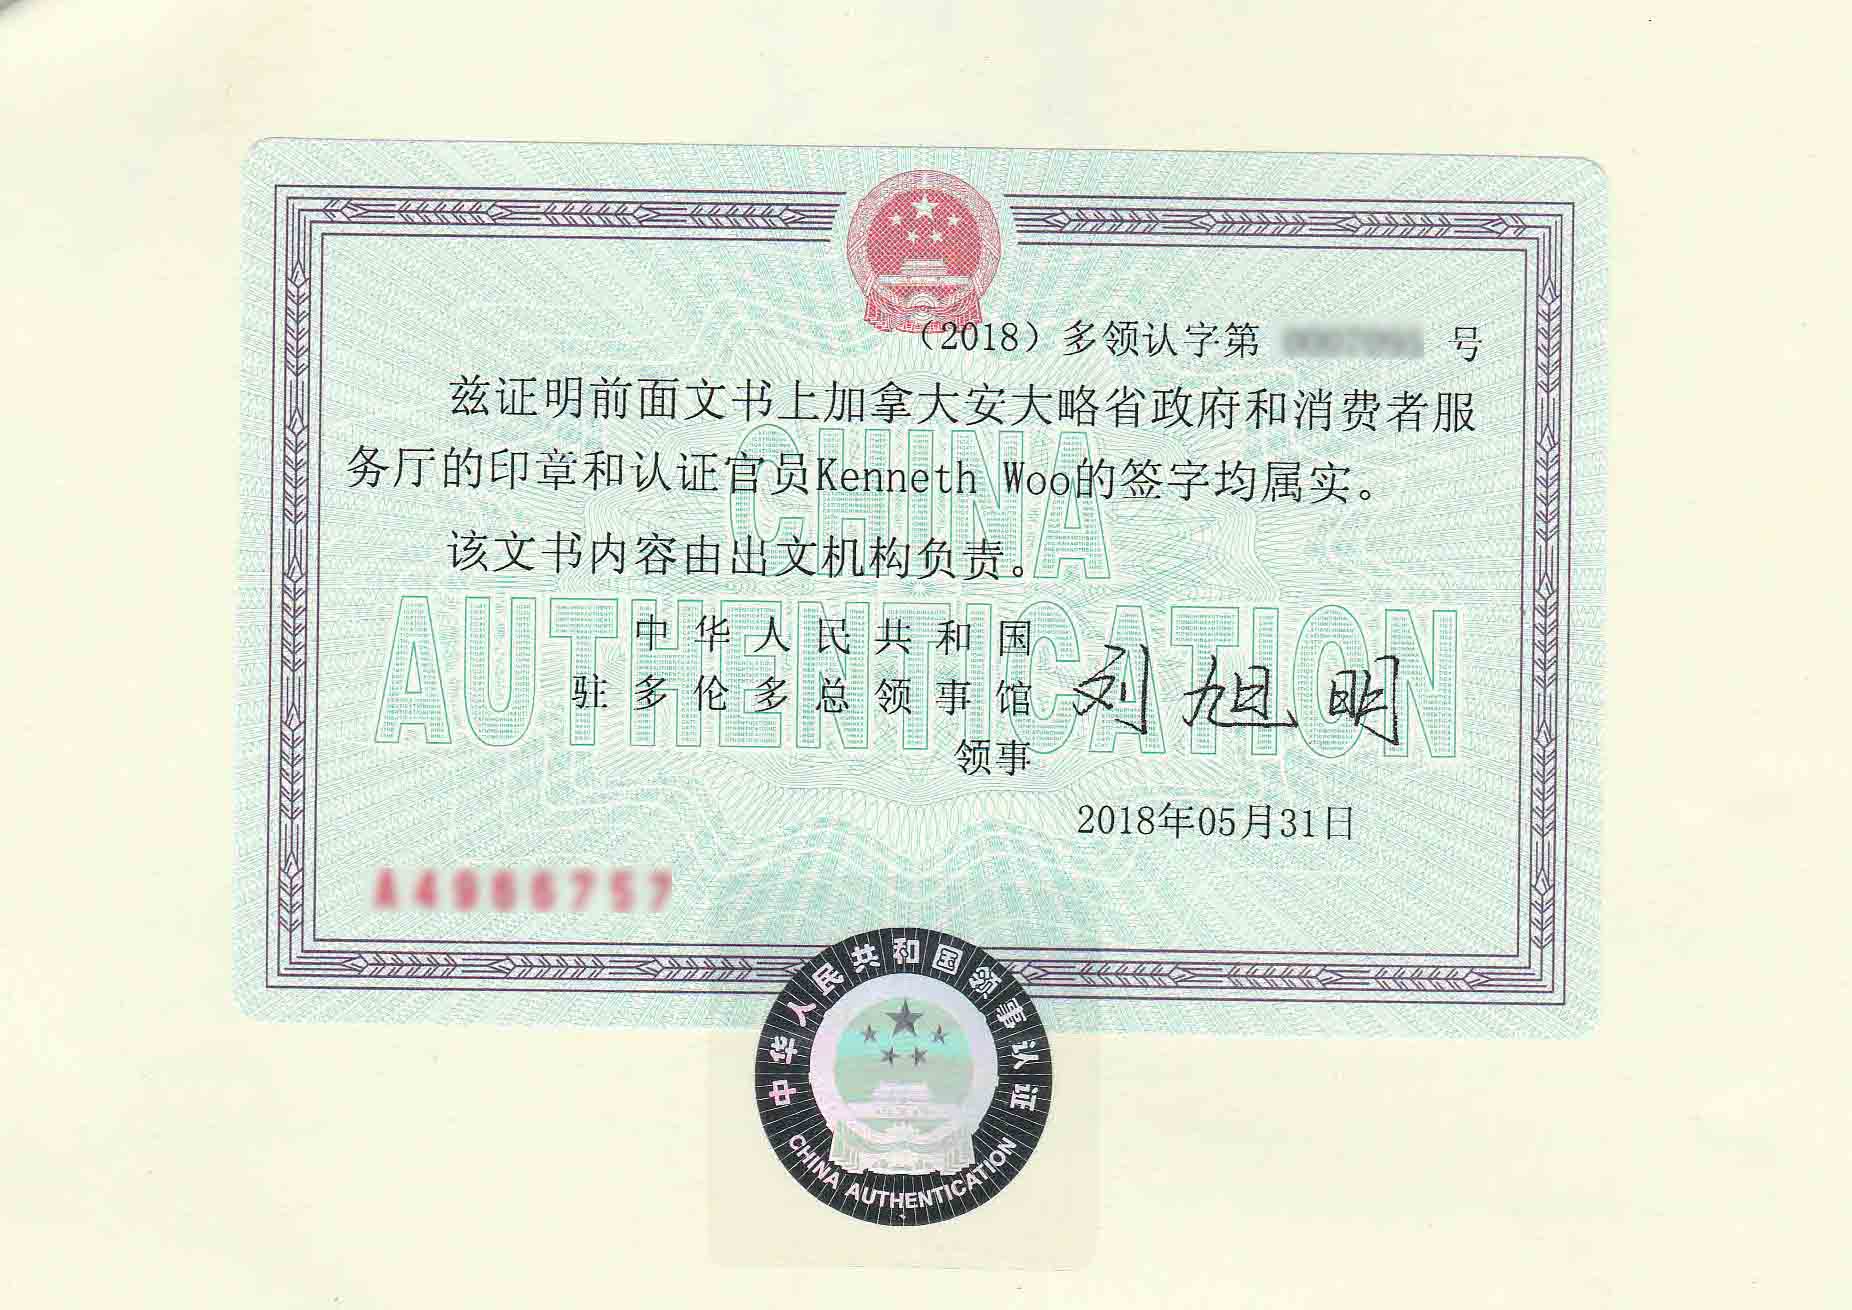 （2018）多领认字第 号
兹证明前面文书上加拿大安大略省政府和消费者服
务厅的印章和认证官员Kenneth Woo的签字均属实。
该文书内容由出文机构负责。
CHINA
AUTHENTICATION
中华人民共和国
驻多伦多总领事馆 刘旭明
领事
2018年05月31日
中华人民共和国领事认证
CHINA AUTHENTICATION